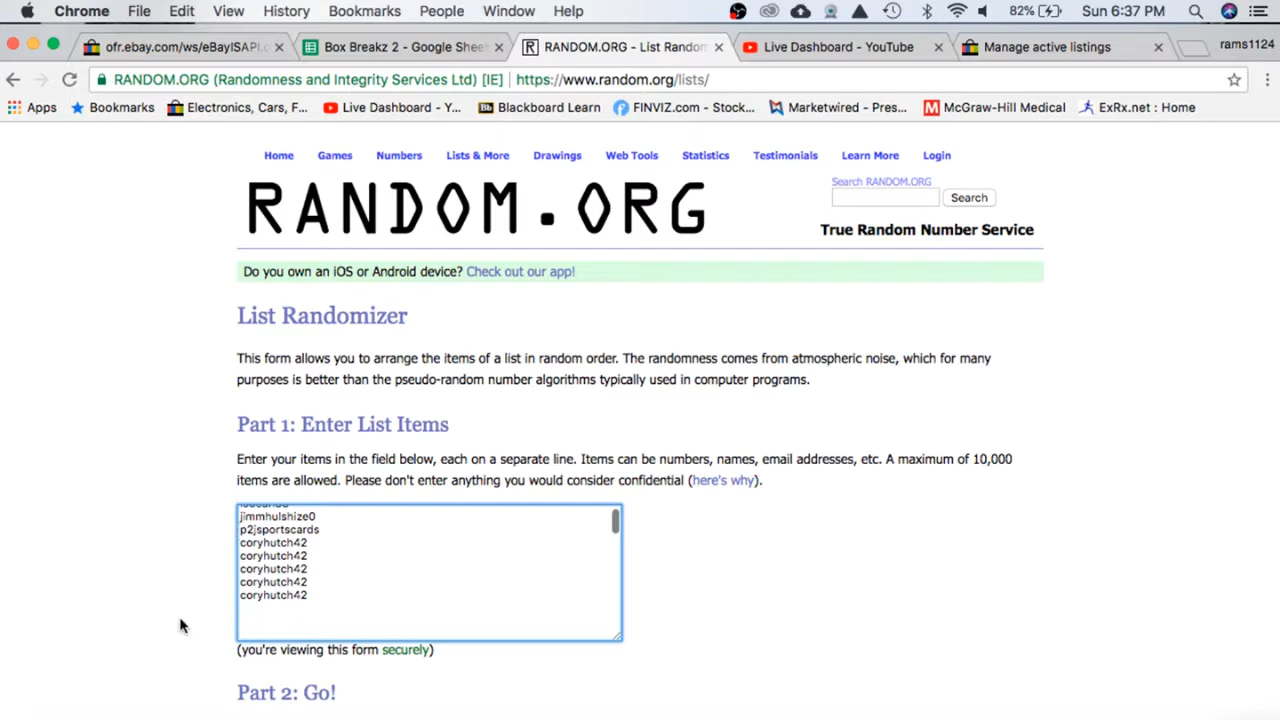 Chrome File Edit View History Bookmarks People Window Help 82% Sun 6:37 PM
ofr.ebay.com/ws/eBayISAPI.c Box Breakz 2 - Google Sheet RANDOM.ORG - List Random Live Dashboard - YouTube Manage active listings rams1124
RANDOM.ORG (Randomness and Integrity Services Ltd) [IE] https://www.random.org/lists/
Apps Bookmarks Electronics, Cars, F... Live Dashboard - Y... Bb Blackboard Learn FINVIZ.com - Stock... Marketwired - Pres... M McGraw-Hill Medical ExRx.net : Home
Home Games Numbers Lists & More Drawings Web Tools Statistics Testimonials Learn More Login
RANDOM.ORG
Search RANDOM.ORG
Search
True Random Number Service
Do you own an iOS or Android device? Check out our app!
List Randomizer
This form allows you to arrange the items of a list in random order. The randomness comes from atmospheric noise, which for many
purposes is better than the pseudo-random number algorithms typically used in computer programs.
Part 1: Enter List Items
Enter your items in the field below, each on a separate line. Items can be numbers, names, email addresses, etc. A maximum of 10,000
items are allowed. Please don't enter anything you would consider confidential (here's why).
jimmhulshize0
p2jsportscards
coryhutch42
coryhutch42
coryhutch42
coryhutch42
coryhutch42
(you're viewing this form securely)
Part 2: Go!